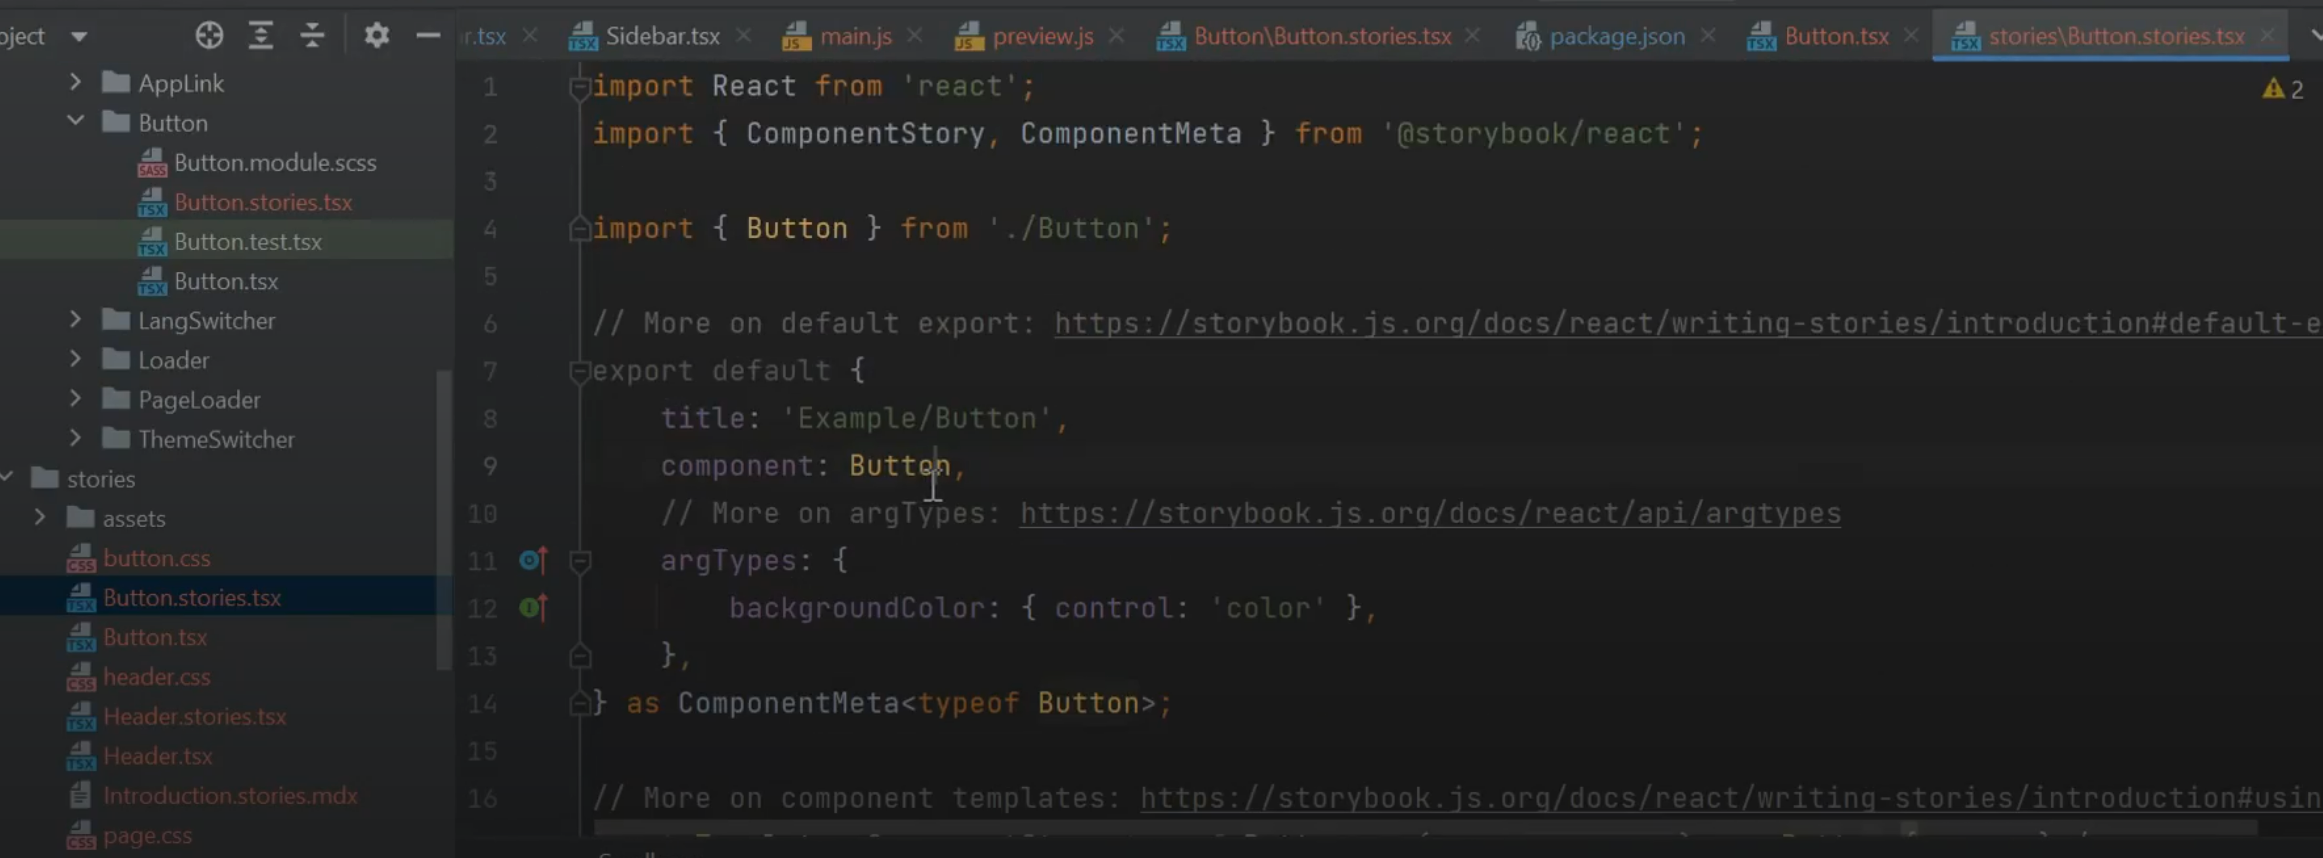 oject
r.tsx
Sidebar.tsx
main.js
preview.js
Button\Button.stories.tsx
package.json
Button.tsx
stories\Button.stories.tsx
AppLink
Button
Button.module.scss
Button.stories.tsx
Button.test.tsx
Button.tsx
LangSwitcher
Loader
PageLoader
ThemeSwitcher
stories
assets
button.css
Button.stories.tsx
Button.tsx
header.css
Header.stories.tsx
Header.tsx
Introduction.stories.mdx
page.css
2
1 import React from 'react';
2 import { ComponentStory, ComponentMeta } from '@storybook/react';
3
4 import { Button } from './Button';
5
6 // More on default export: https://storybook.js.org/docs/react/writing-stories/introduction#default-e
7 export default {
8 title: 'Example/Button',
9 component: Button,
10 // More on argTypes: https://storybook.js.org/docs/react/api/argtypes
11 argTypes: {
12 backgroundColor: { control: 'color' },
13 },
14 } as ComponentMeta<typeof Button>;
15
16 // More on component templates: https://storybook.js.org/docs/react/writing-stories/introduction#usin